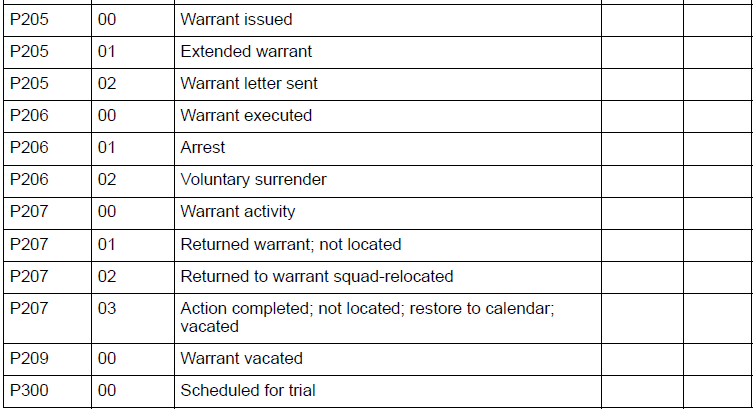 P205 00 Warrant issued
P205 01 Extended warrant
P205 02 Warrant letter sent
P206 00 Warrant executed
P206 01 Arrest
P206 02 Voluntary surrender
P207 00 Warrant activity
P207 01 Returned warrant; not located
P207 02 Returned to warrant squad-relocated
P207 03 Action completed; not located; restore to calendar;
vacated
P209 00 Warrant vacated
P300 00 Scheduled for trial